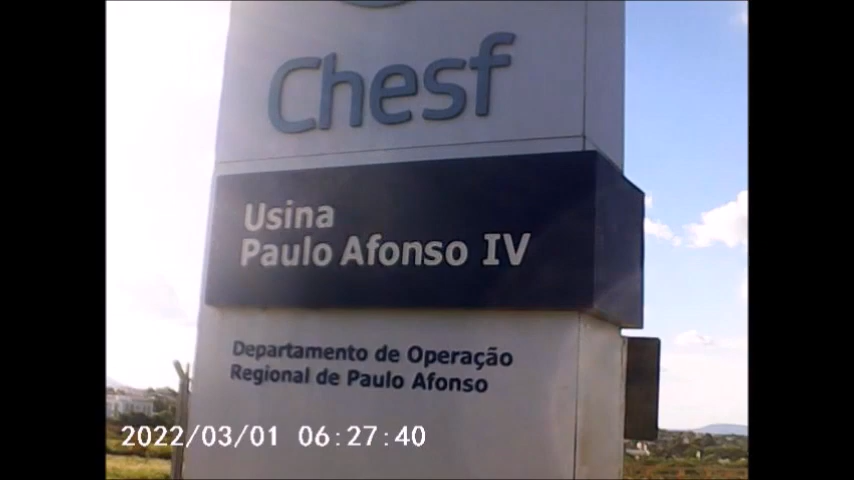 Chesf
Usina
Paulo Afonso IV
Departamento de Operação
Regional de Paulo Afonso
2022/03/01 06:27:40